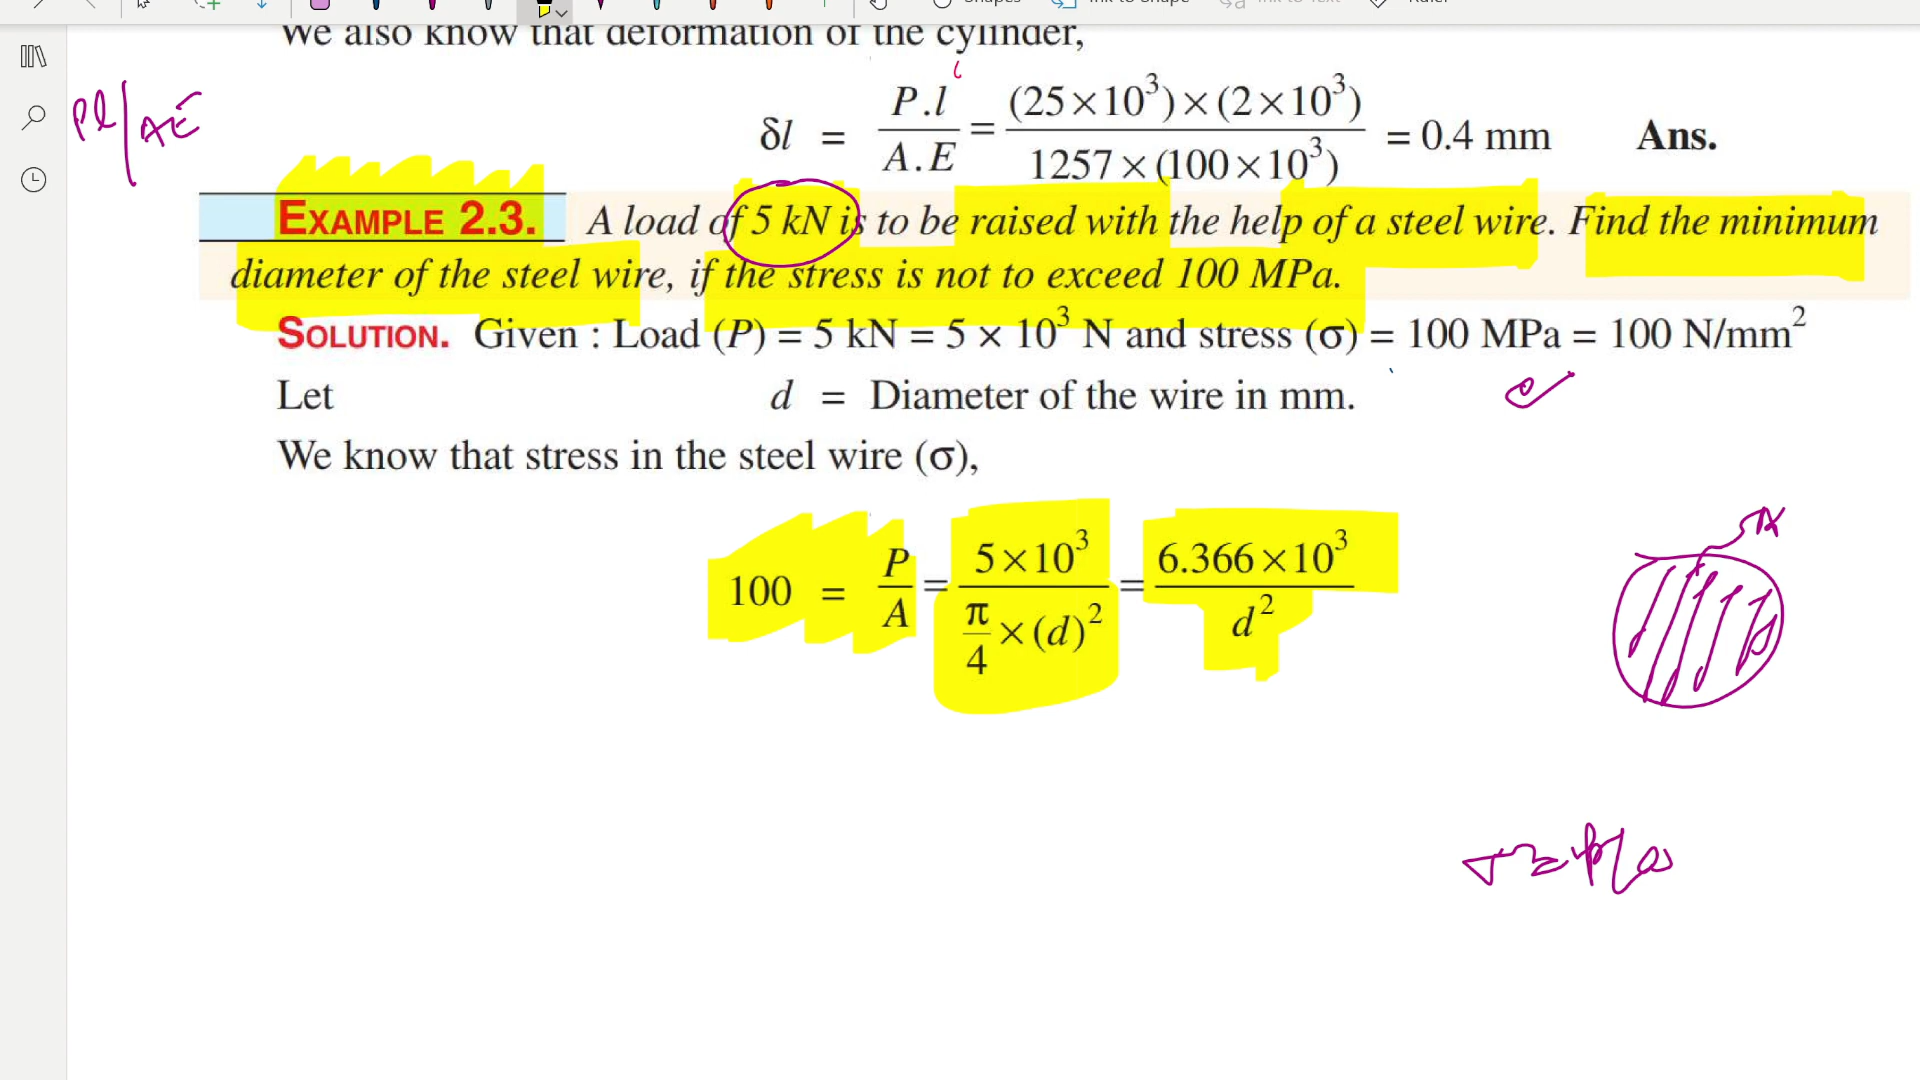 We also know that deformation of the cylinder,
Pl/AE
δl = P.l / A.E = (25×10³)×(2×10³) / 1257×(100×10³) = 0.4 mm Ans.
EXAMPLE 2.3. A load of 5 kN is to be raised with the help of a steel wire. Find the minimum
diameter of the steel wire, if the stress is not to exceed 100 MPa.
SOLUTION. Given : Load (P) = 5 kN = 5 × 10³ N and stress (σ) = 100 MPa = 100 N/mm²
Let d = Diameter of the wire in mm.
We know that stress in the steel wire (σ),
100 = P / A = 5×10³ / π/4 ×(d)² = 6.366×10³ / d²